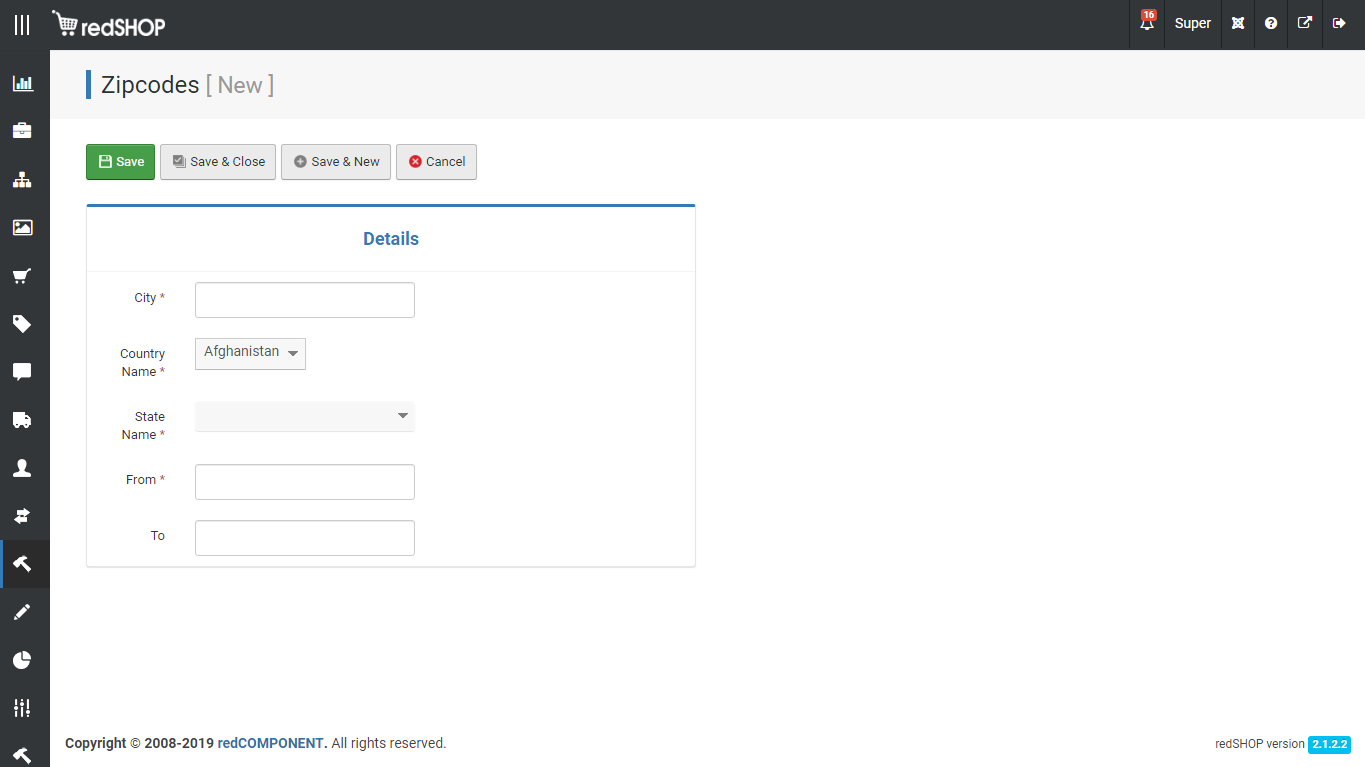 redSHOP
16
Super
Zipcodes [ New ]
Save
Save & Close
Save & New
Cancel
Details
City *
Country Name *
Afghanistan
State Name *
From *
To
Copyright © 2008-2019 redCOMPONENT. All rights reserved.
redSHOP version 2.1.2.2